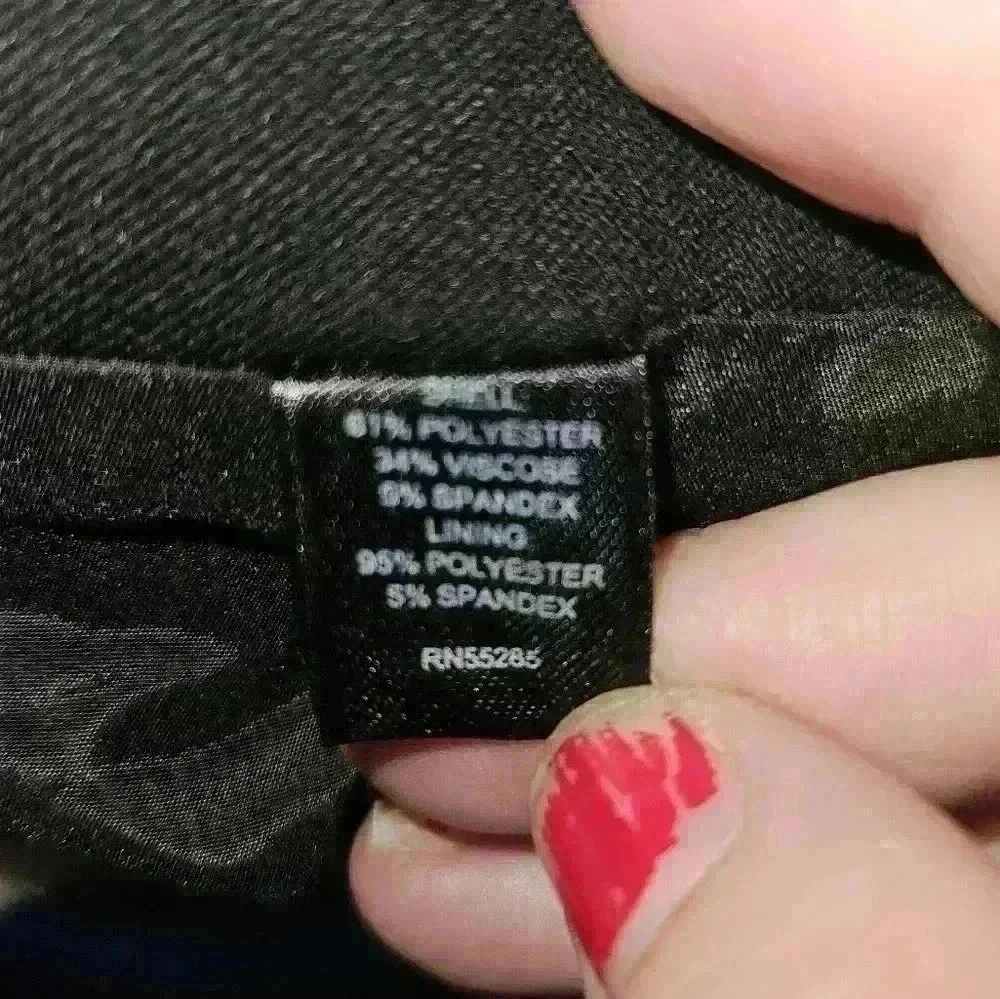 SHELL
61% POLYESTER
34% VISCOSE
5% SPANDEX
LINING
95% POLYESTER
5% SPANDEX
RN55285